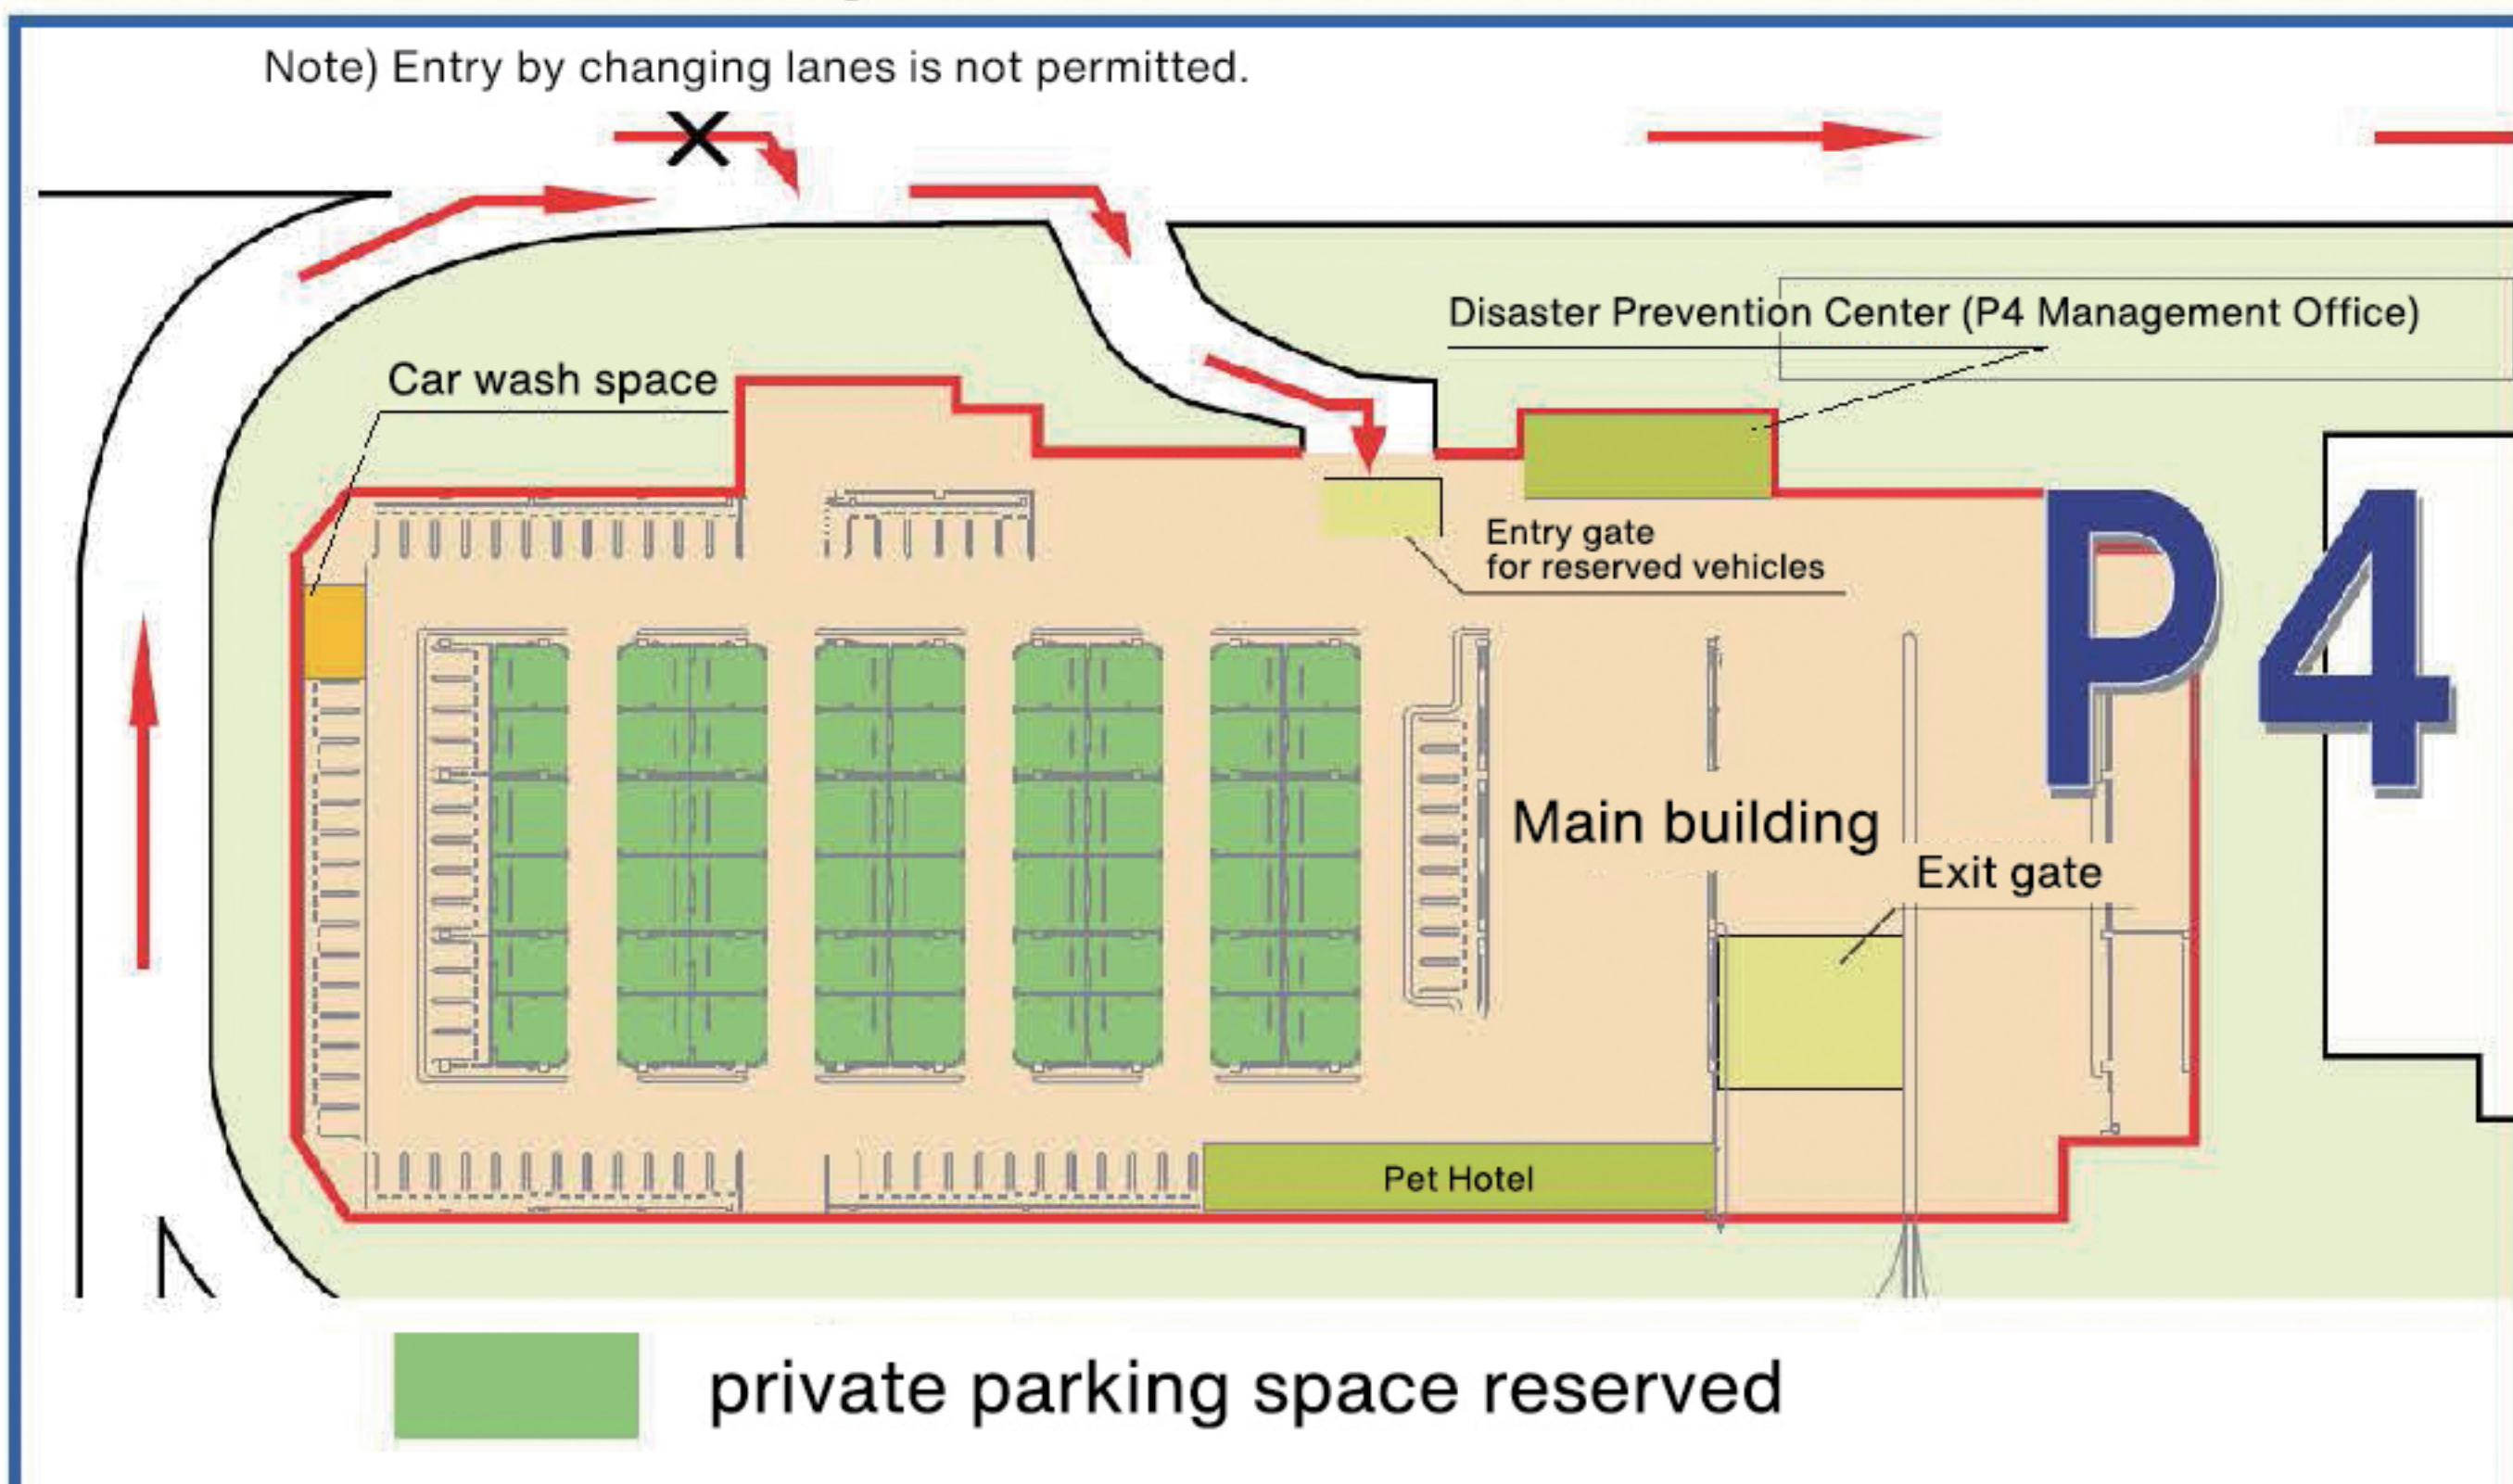 Note) Entry by changing lanes is not permitted.
Disaster Prevention Center (P4 Management Office)
Car wash space
Entry gate
for reserved vehicles
P4
Main building
Exit gate
Pet Hotel
private parking space reserved